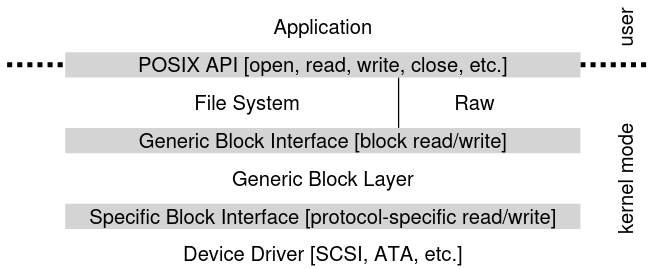 Application
user
POSIX API [open, read, write, close, etc.]
File System
Raw
Generic Block Interface [block read/write]
kernel mode
Generic Block Layer
Specific Block Interface [protocol-specific read/write]
Device Driver [SCSI, ATA, etc.]